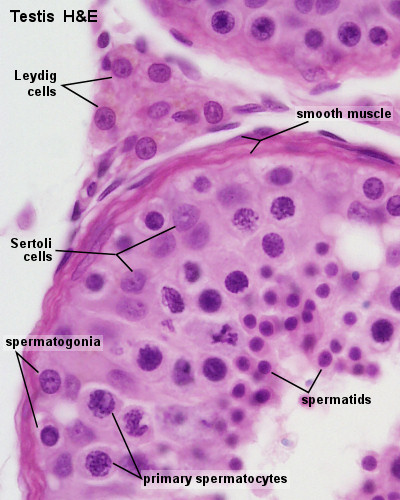 Testis H&E
Leydig
cells
smooth muscle
Sertoli
cells
spermatogonia
spermatids
primary spermatocytes